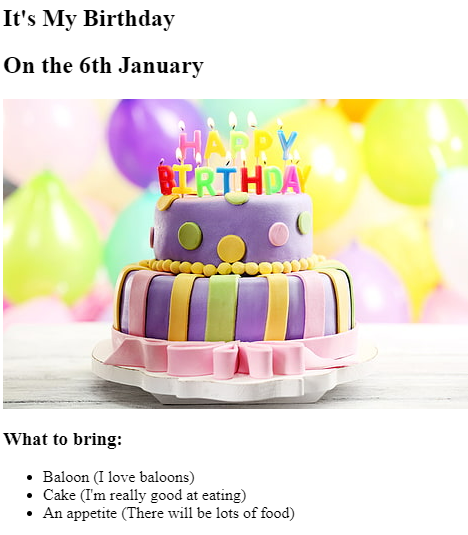 It's My Birthday
On the 6th January
HAPPY
BIRTHDAY
What to bring:
Baloon (I love baloons)
Cake (I'm really good at eating)
An appetite (There will be lots of food)